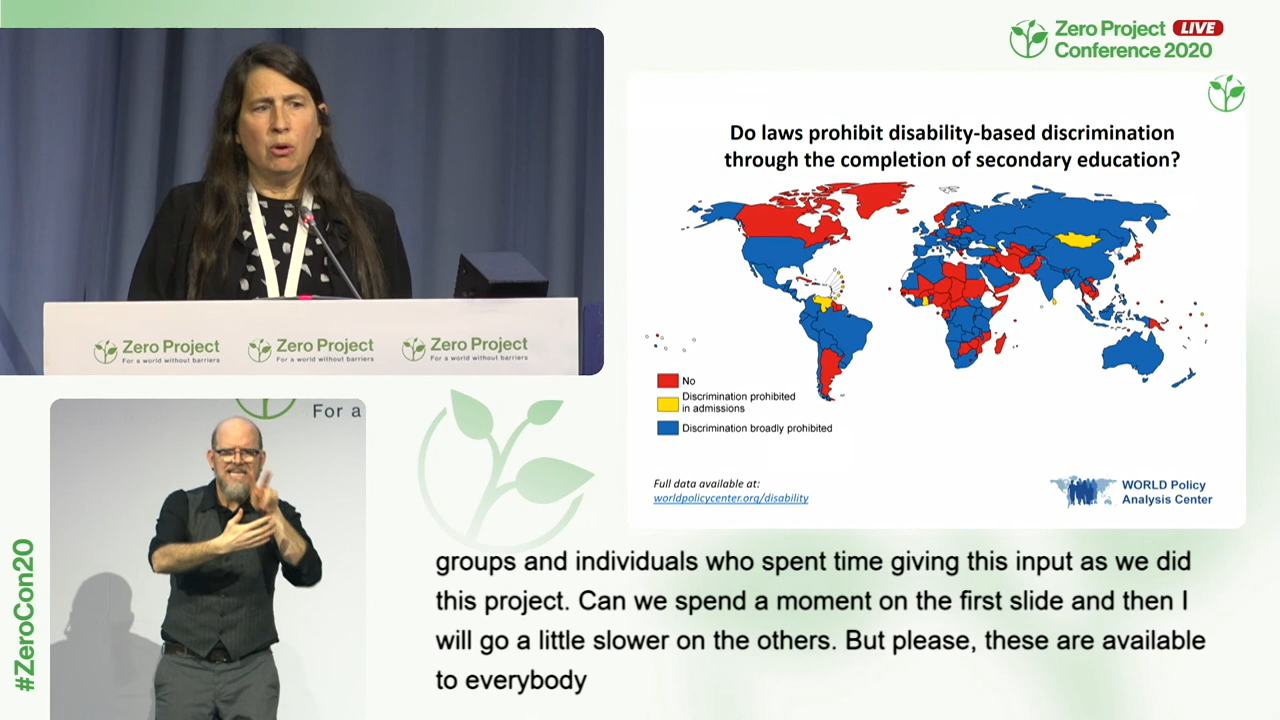 Zero Project LIVE
Conference 2020
Do laws prohibit disability-based discrimination
through the completion of secondary education?
No
Discrimination prohibited
in admissions
Discrimination broadly prohibited
Full data available at:
worldpolicycenter.org/disability
WORLD Policy
Analysis Center
Zero Project
For a world without barriers
Zero Project
For a world without barriers
Zero Project
For a world without barriers
For a
#ZeroCon20
groups and individuals who spent time giving this input as we did
this project. Can we spend a moment on the first slide and then I
will go a little slower on the others. But please, these are available
to everybody